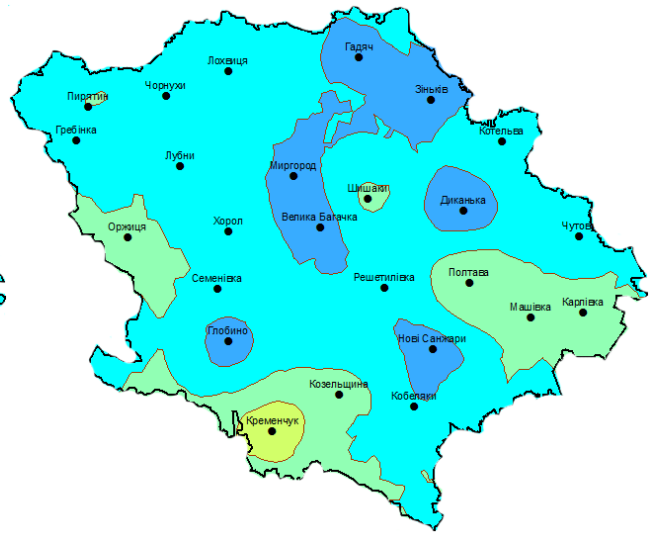 Гадяч
Лохвиця
Зіньків
Чорнухи
Пирятин
Котельва
Гребінка
Лубни
Миргород
Шишаки
Диканька
Велика Багачка
Хорол
Оржиця
Чутов
Полтава
Семенівка
Решетилівка
Карлівка
Машівка
Глобино
Нові Санжари
Козельщина
Кобеляки
Кременчук